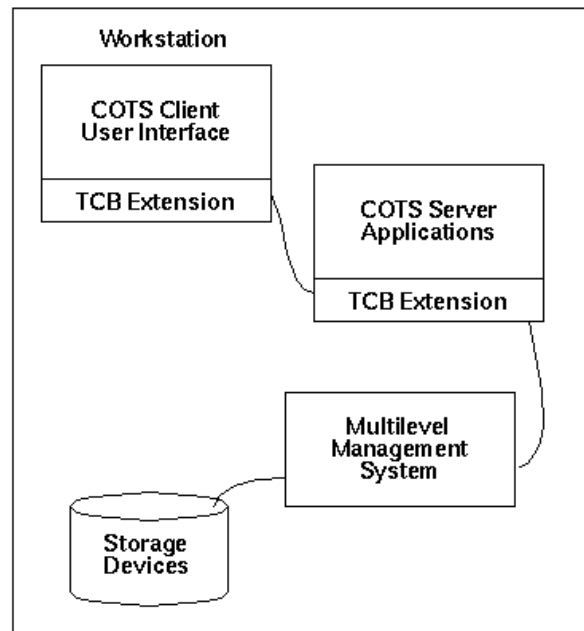 Workstation
COTS Client
User Interface
TCB Extension
COTS Server
Applications
TCB Extension
Multilevel
Management
System
Storage
Devices